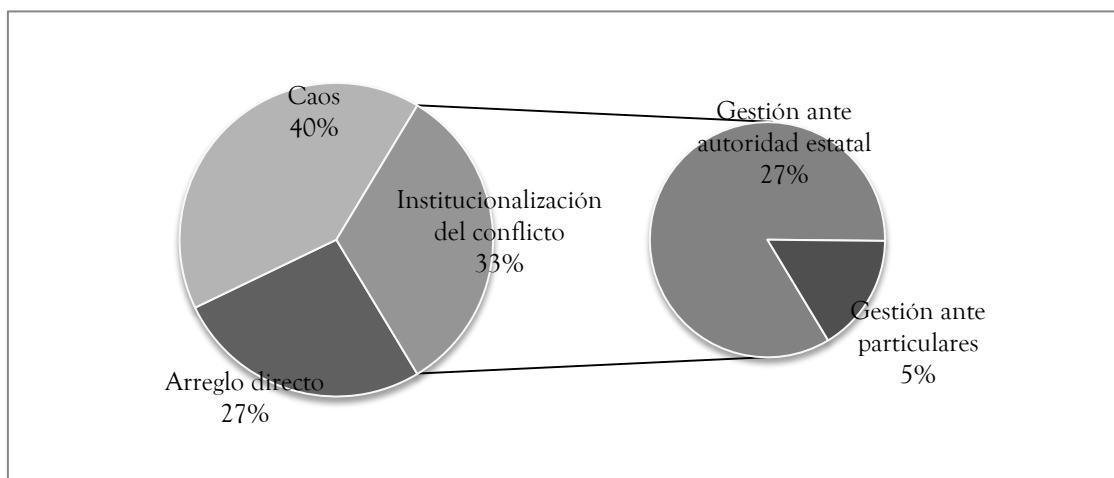 Caos
40%
Institucionalización
del conflicto
33%
Arreglo directo
27%
Gestión ante
autoridad estatal
27%
Gestión ante
particulares
5%